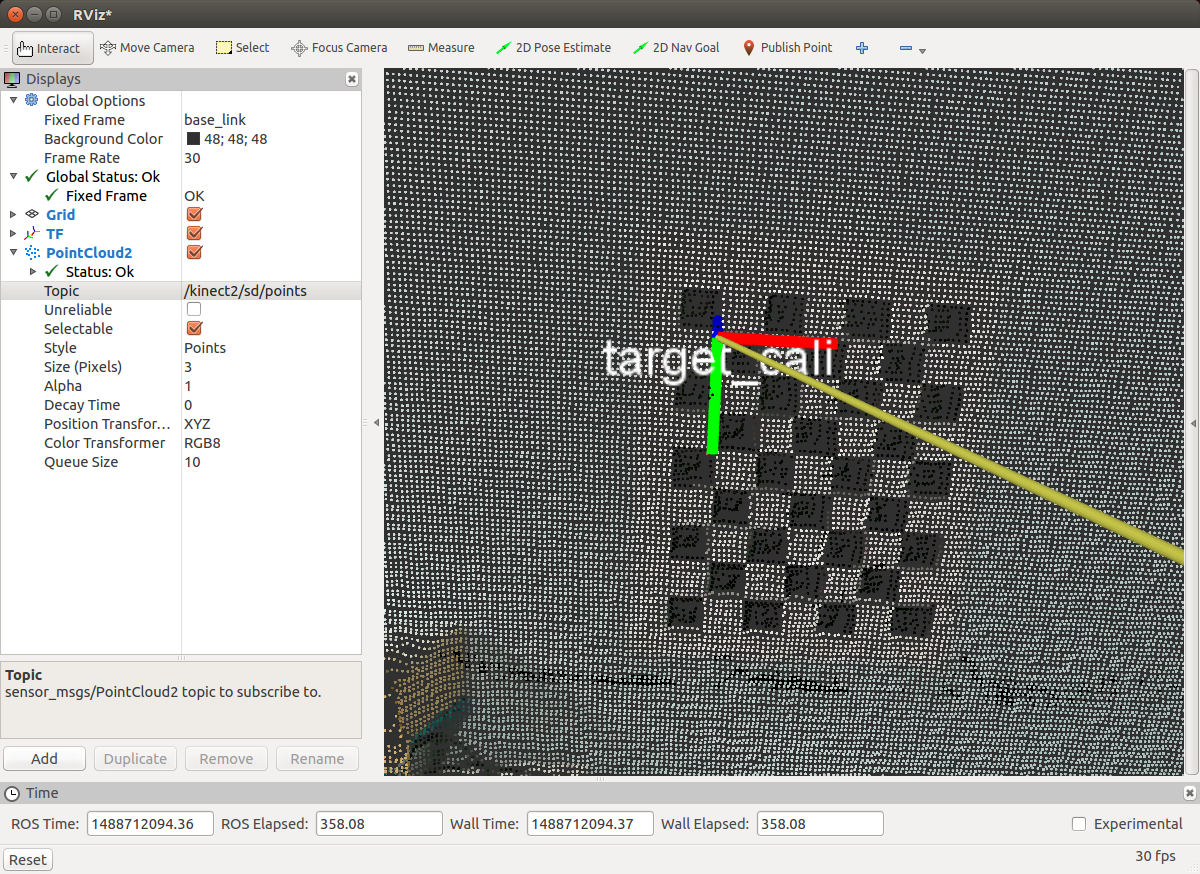 RViz*
Interact Move Camera Select Focus Camera Measure 2D Pose Estimate 2D Nav Goal Publish Point
Displays
Global Options
Fixed Frame base_link
Background Color 48; 48; 48
Frame Rate 30
Global Status: Ok
Fixed Frame OK
Grid
TF
PointCloud2
Status: Ok
Topic /kinect2/sd/points
Unreliable
Selectable
Style Points
Size (Pixels) 3
Alpha 1
Decay Time 0
Position Transfor... XYZ
Color Transformer RGB8
Queue Size 10
target_cali
Topic
sensor_msgs/PointCloud2 topic to subscribe to.
Add Duplicate Remove Rename
Time
ROS Time: 1488712094.36 ROS Elapsed: 358.08 Wall Time: 1488712094.37 Wall Elapsed: 358.08 Experimental
Reset 30 fps